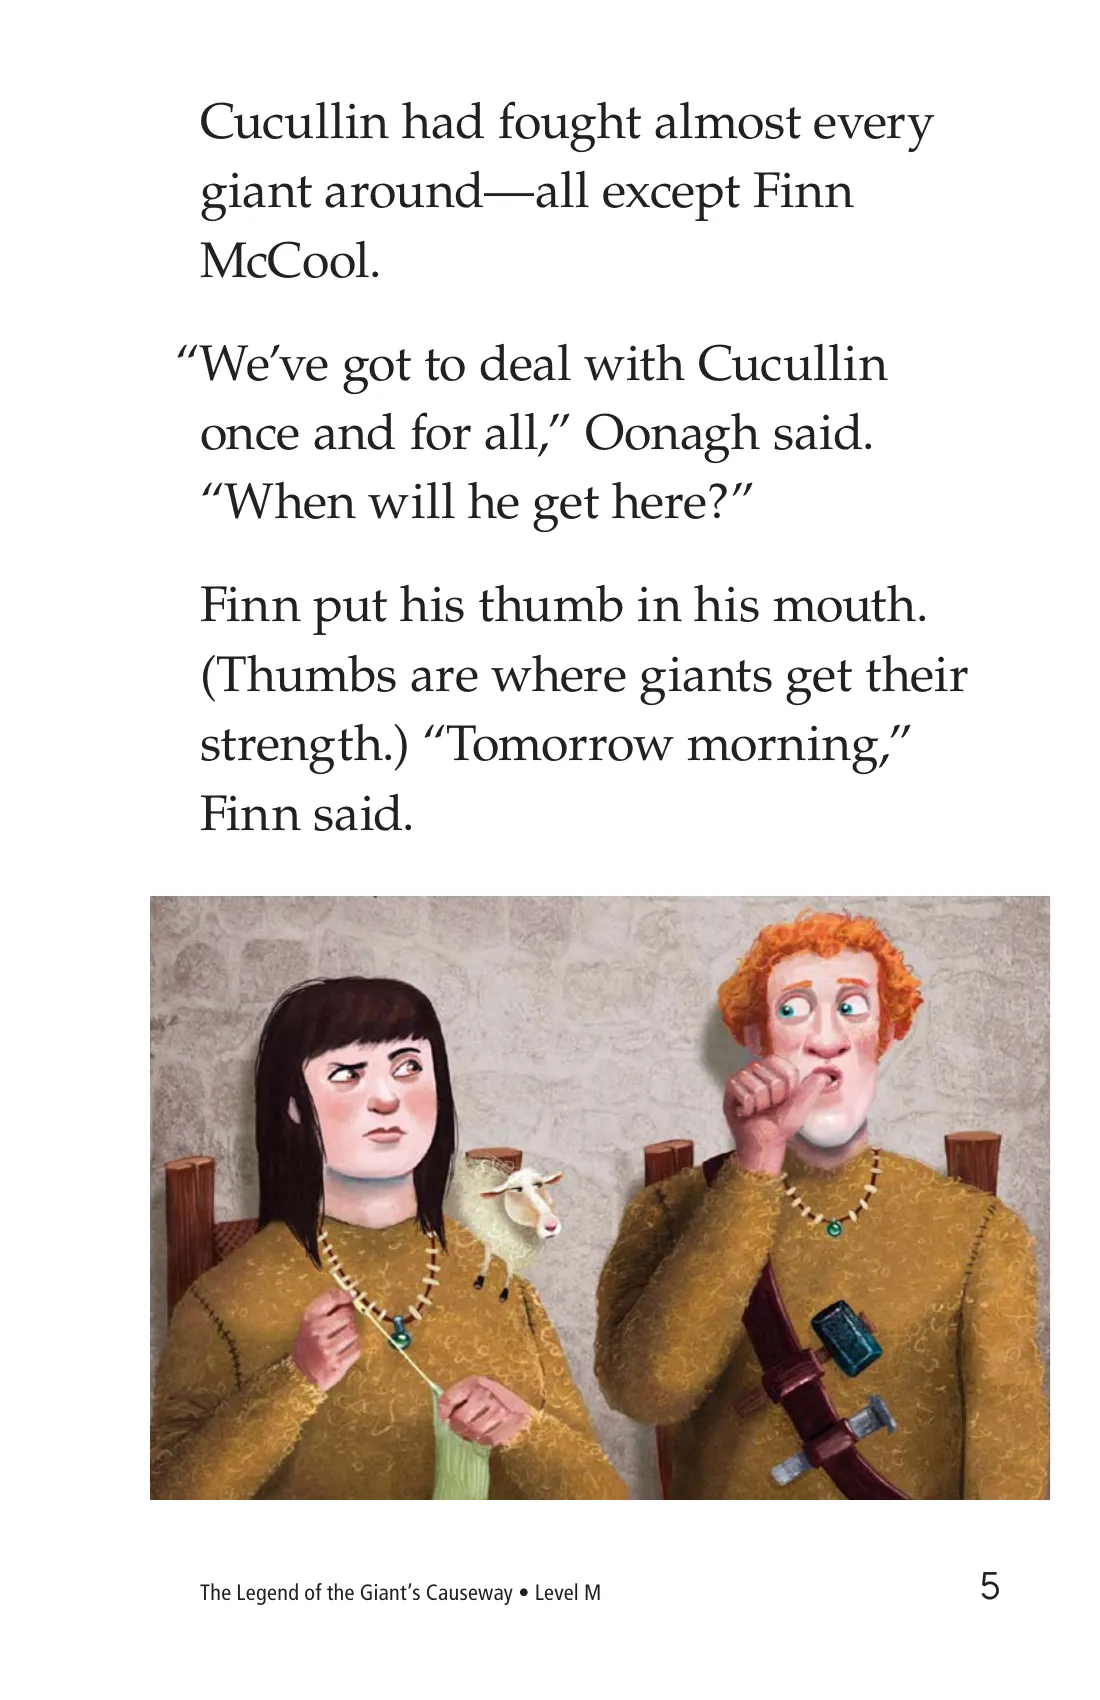 Cucullin had fought almost every
giant around—all except Finn
McCool.
“We’ve got to deal with Cucullin
once and for all,” Oonagh said.
“When will he get here?”
Finn put his thumb in his mouth.
(Thumbs are where giants get their
strength.) “Tomorrow morning,”
Finn said.
The Legend of the Giant’s Causeway • Level M
5